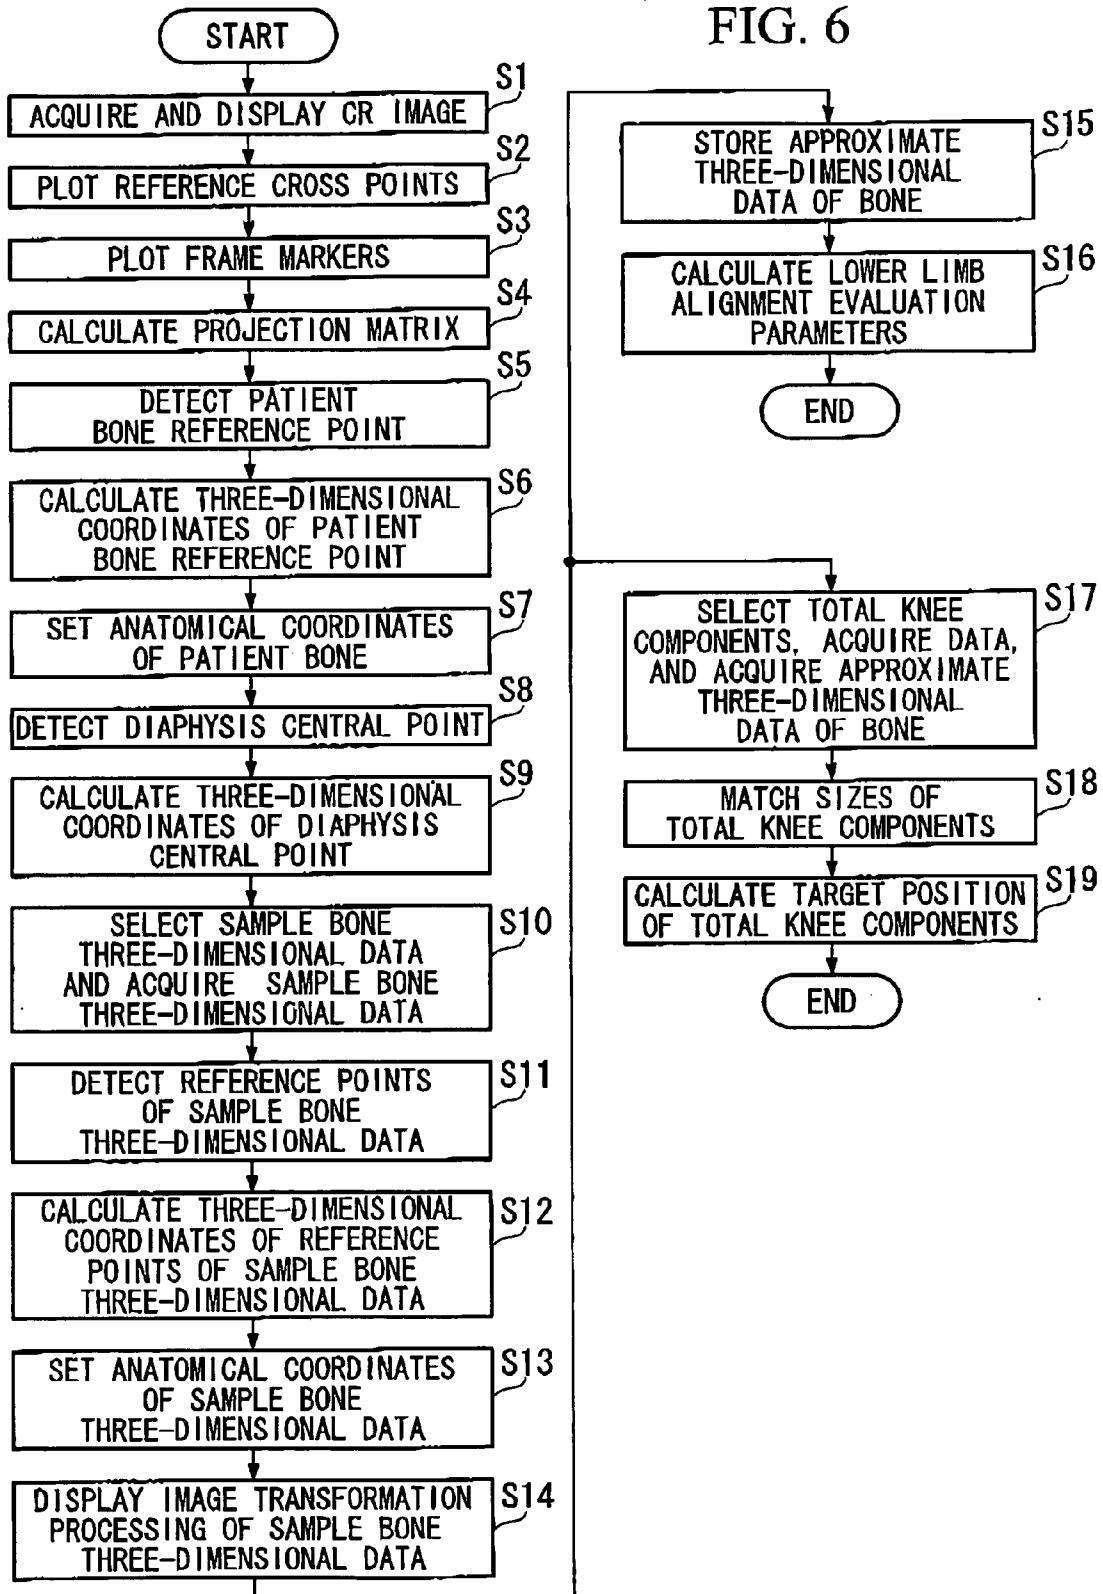 FIG. 6
START
S1
ACQUIRE AND DISPLAY CR IMAGE
S2
PLOT REFERENCE CROSS POINTS
S3
PLOT FRAME MARKERS
S4
CALCULATE PROJECTION MATRIX
S5
DETECT PATIENT
BONE REFERENCE POINT
S6
CALCULATE THREE-DIMENSIONAL
COORDINATES OF PATIENT
BONE REFERENCE POINT
S7
SET ANATOMICAL COORDINATES
OF PATIENT BONE
S8
DETECT DIAPHYSIS CENTRAL POINT
S9
CALCULATE THREE-DIMENSIONAL
COORDINATES OF DIAPHYSIS
CENTRAL POINT
S10
SELECT SAMPLE BONE
THREE-DIMENSIONAL DATA
AND ACQUIRE SAMPLE BONE
THREE-DIMENSIONAL DATA
S11
DETECT REFERENCE POINTS
OF SAMPLE BONE
THREE-DIMENSIONAL DATA
S12
CALCULATE THREE-DIMENSIONAL
COORDINATES OF REFERENCE
POINTS OF SAMPLE BONE
THREE-DIMENSIONAL DATA
S13
SET ANATOMICAL COORDINATES
OF SAMPLE BONE
THREE-DIMENSIONAL DATA
S14
DISPLAY IMAGE TRANSFORMATION
PROCESSING OF SAMPLE BONE
THREE-DIMENSIONAL DATA
S15
STORE APPROXIMATE
THREE-DIMENSIONAL
DATA OF BONE
S16
CALCULATE LOWER LIMB
ALIGNMENT EVALUATION
PARAMETERS
END
S17
SELECT TOTAL KNEE
COMPONENTS, ACQUIRE DATA,
AND ACQUIRE APPROXIMATE
THREE-DIMENSIONAL
DATA OF BONE
S18
MATCH SIZES OF
TOTAL KNEE COMPONENTS
S19
CALCULATE TARGET POSITION
OF TOTAL KNEE COMPONENTS
END